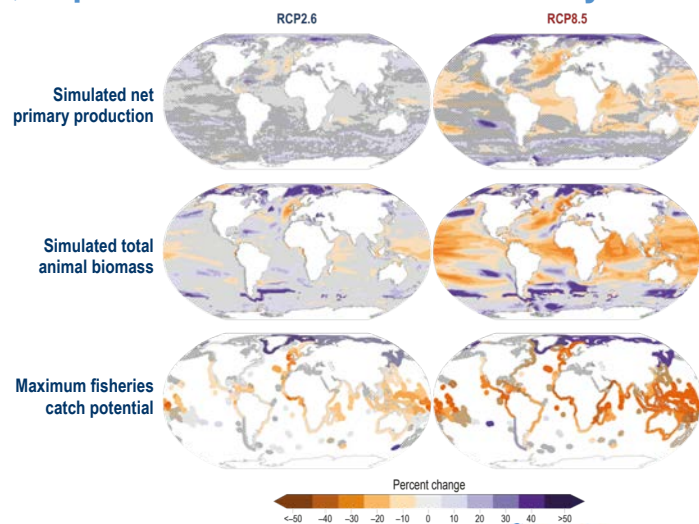 RCP2.6 RCP8.5
Simulated net
primary production
Simulated total
animal biomass
Maximum fisheries
catch potential
Percent change
<–50 –40 –30 –20 –10 0 10 20 30 40 >50